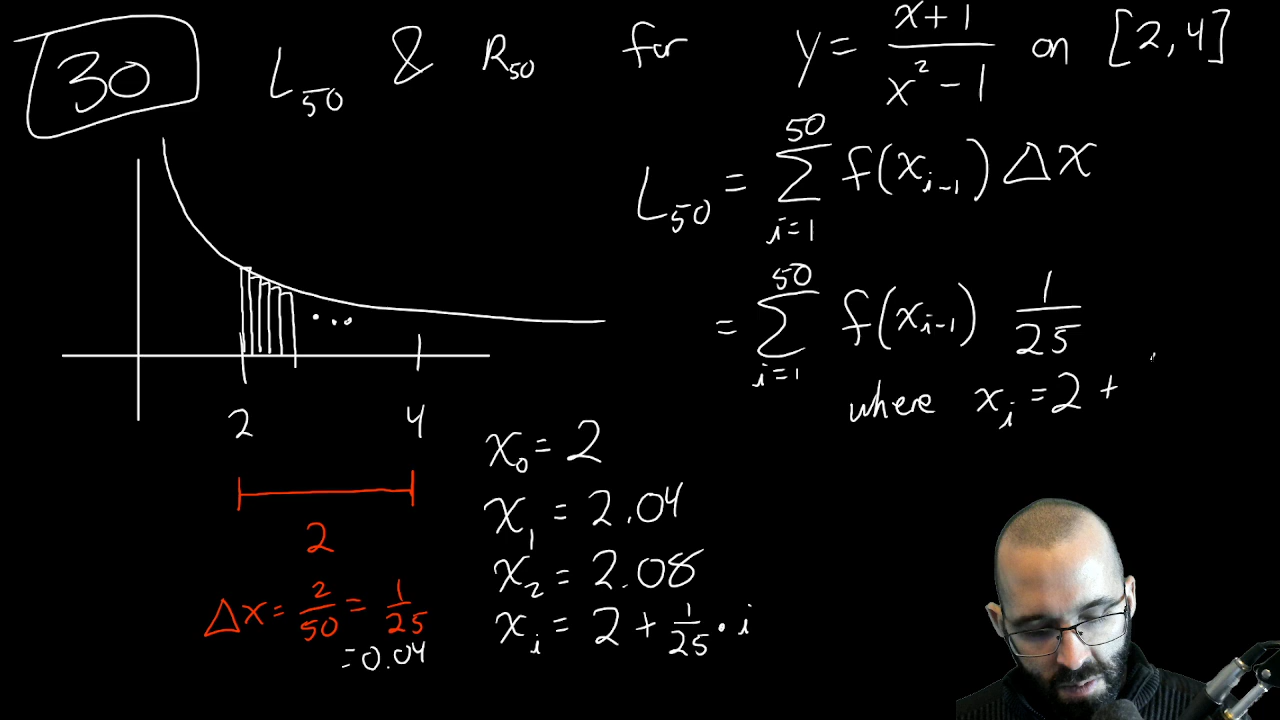 30 L₅₀ & R₅₀ for y = (x+1)/(x²-1) on [2,4]
L₅₀ = ∑_{i=1}^{50} f(x_{i-1}) Δx
= ∑_{i=1}^{50} f(x_{i-1}) 1/25
where x_i = 2 +
...
2 4
2
Δx = 2/50 = 1/25
= 0.04
x₀ = 2
x₁ = 2.04
x₂ = 2.08
x_i = 2 + 1/25 · i